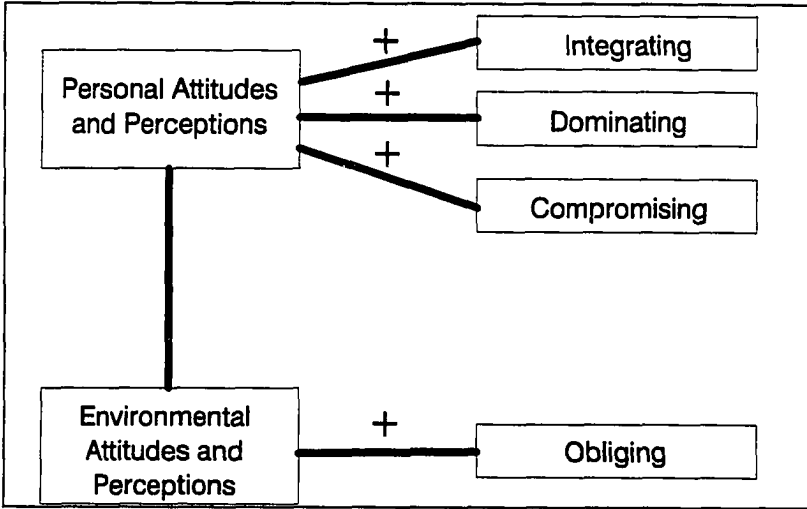 +
Integrating
Personal Attitudes
and Perceptions
+
Dominating
+
Compromising
Environmental
Attitudes and
Perceptions
+
Obliging